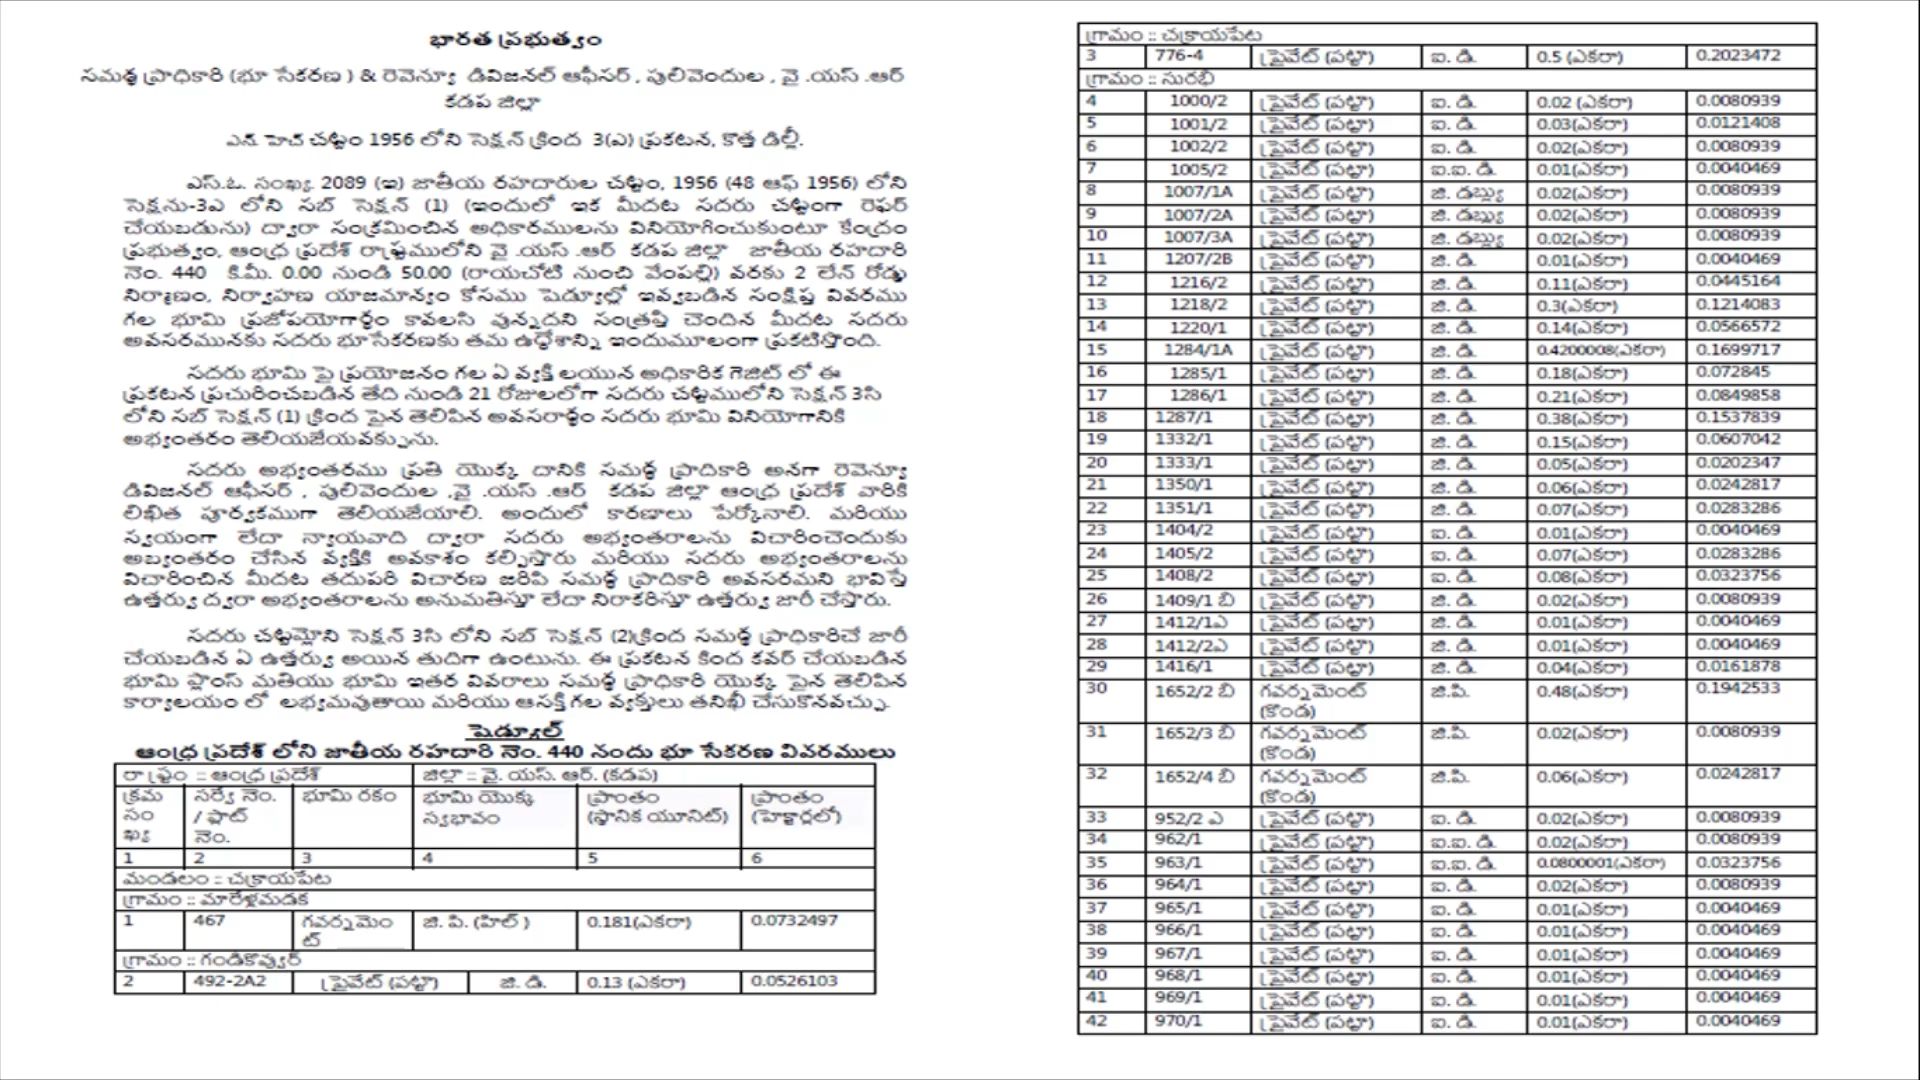 భారత ప్రభుత్వం
సమర్థ ప్రాధికారి (భూ సేకరణ ) & రెవెన్యూ డివిజనల్ ఆఫీసర్ , పులివెందుల , వై .యస్ .ఆర్
కడప జిల్లా
ఎన్ హెచ్ చట్టం 1956 లోని సెక్షన్ క్రింద 3(ఎ) ప్రకటన, కొత్త డిల్లీ.
ఎస్.ఓ. సంఖ్య. 2089 (ఇ) జాతీయ రహదారుల చట్టం, 1956 (48 ఆఫ్ 1956) లోని
సెక్షను-3ఎ లోని సబ్ సెక్షన్ (1) (ఇందులో ఇక మీదట సదరు చట్టంగా రెఫర్
చేయబడును) ద్వారా సంక్రమించిన అధికారములను వినియోగించుకుంటూ కేంద్రం
ప్రభుత్వం, ఆంధ్ర ప్రదేశ్ రాష్ట్రములోని వై .యస్ .ఆర్ కడప జిల్లా జాతీయ రహదారి
నెం. 440 కి.మీ. 0.00 నుండి 50.00 (రాయచోటి నుంచి వేంపల్లి) వరకు 2 లేన్ రోడ్డు
నిర్మాణం, నిర్వాహణ యాజమాన్యం కోసము షెడ్యూల్లో ఇవ్వబడిన సంక్షిప్త వివరము
గల భూమి ప్రజోపయోగార్థం కావలసి వున్నదని సంత్రప్తి చెందిన మీదట సదరు
అవసరమునకు సదరు భూసేకరణకు తమ ఉద్ధేశాన్ని ఇందుమూలంగా ప్రకటిస్తొంది.
సదరు భూమి పై ప్రయోజనం గల ఏ వ్యక్తీ లయున అధికారిక గెజిట్ లో ఈ
ప్రకటన ప్రచురించబడిన తేది నుండి 21 రోజులలోగా సదరు చట్టములోని సెక్షన్ 3సి
లోని సబ్ సెక్షన్ (1) క్రింద పైన తెలిపిన అవసరార్థం సదరు భూమి వినియోగానికి
అభ్యంతరం తెలియజేయవక్చును.
సదరు అభ్యంతరము ప్రతి యొక్క దానికి సమర్థ ప్రాదికారి అనగా రెవెన్యూ
డివిజనల్ ఆఫీసర్ , పులివెందుల ,వై .యస్ .ఆర్ కడప జిల్లా ఆంధ్ర ప్రదేశ్ వారికి
లిఖిత పూర్వకముగా తెలియజేయాలి. అందులో కారణాలు పేర్కోనాలి. మరియు
స్వయంగా లేదా న్యాయవాది ద్వారా సదరు అభ్యంతరాలను విచారించెందుకు
అబ్యంతరం చేసిన వ్యక్తికి అవకాశం కల్పిస్తారు మరియు సదరు అభ్యంతరాలను
విచారించిన మీదట తదుపరి విచారణ జరిపి సమర్థ ప్రాదికారి అవసరమని భావిస్తే
ఉత్తర్వు ద్వరా అభ్యంతరాలను అనుమతిస్తూ లేదా నిరాకరిస్తూ ఉత్తర్వు జారీ చేస్తారు.
సదరు చట్టమ్లోని సెక్షన్ 3సి లోని సబ్ సెక్షన్ (2)క్రింద సమర్థ ప్రాధికారిచే జారీ
చేయబడిన ఏ ఉత్తర్వు అయిన తుదిగా ఉంటును. ఈ ప్రకటన కింద కవర్ చేయబడిన
భూమి ప్లాంస్ మతియు భూమి ఇతర వివరాలు సమర్థ ప్రాధికారి యొక్క పైన తెలిపిన
కార్యాలయం లో లభ్యమవుతాయి మరియు ఆసక్తిగల వ్యక్తులు తనిఖీ చేసుకొనవచ్చు.
షెడ్యూల్
ఆంధ్ర ప్రదేశ్ లోని జాతీయ రహదారి నెం. 440 నందు భూ సేకరణ వివరములు
రాష్ట్రం :: ఆంధ్ర ప్రదేశ్ జిల్లా :: వై. యస్. ఆర్. (కడప)
క్రమ సంఖ్య సర్వే నెం. / ప్లాట్ నెం. భూమి రకం భూమి యొక్క స్వభావం ప్రాంతం (స్థానిక యూనిట్) ప్రాంతం (హెక్టార్లలో)
1 2 3 4 5 6
మండలం :: చక్రాయపేట
గ్రామం :: మారేళ్లమడక
1 467 గవర్నమెంట్ జి. పి. (హిల్ ) 0.181(ఎకరా) 0.0732497
గ్రామం :: గండికొవ్వుర్
2 492-2A2 ప్రైవేట్ (పట్టా) జి. డి. 0.13 (ఎకరా) 0.0526103
గ్రామం :: చక్రాయపేట
3 776-4 ప్రైవేట్ (పట్టా) ఐ. డి. 0.5 (ఎకరా) 0.2023472
గ్రామం :: సురభి
4 1000/2 ప్రైవేట్ (పట్టా) ఐ. డి. 0.02 (ఎకరా) 0.0080939
5 1001/2 ప్రైవేట్ (పట్టా) ఐ. డి. 0.03(ఎకరా) 0.0121408
6 1002/2 ప్రైవేట్ (పట్టా) ఐ. డి. 0.02(ఎకరా) 0.0080939
7 1005/2 ప్రైవేట్ (పట్టా) ఐ.ఐ. డి. 0.01(ఎకరా) 0.0040469
8 1007/1A ప్రైవేట్ (పట్టా) జి. డబ్ల్యు 0.02(ఎకరా) 0.0080939
9 1007/2A ప్రైవేట్ (పట్టా) జి. డబ్ల్యు 0.02(ఎకరా) 0.0080939
10 1007/3A ప్రైవేట్ (పట్టా) జి. డబ్ల్యు 0.02(ఎకరా) 0.0080939
11 1207/2B ప్రైవేట్ (పట్టా) జి. డి. 0.01(ఎకరా) 0.0040469
12 1216/2 ప్రైవేట్ (పట్టా) జి. డి. 0.11(ఎకరా) 0.0445164
13 1218/2 ప్రైవేట్ (పట్టా) జి. డి. 0.3(ఎకరా) 0.1214083
14 1220/1 ప్రైవేట్ (పట్టా) జి. డి. 0.14(ఎకరా) 0.0566572
15 1284/1A ప్రైవేట్ (పట్టా) జి. డి. 0.4200008(ఎకరా) 0.1699717
16 1285/1 ప్రైవేట్ (పట్టా) జి. డి. 0.18(ఎకరా) 0.072845
17 1286/1 ప్రైవేట్ (పట్టా) జి. డి. 0.21(ఎకరా) 0.0849858
18 1287/1 ప్రైవేట్ (పట్టా) జి. డి. 0.38(ఎకరా) 0.1537839
19 1332/1 ప్రైవేట్ (పట్టా) జి. డి. 0.15(ఎకరా) 0.0607042
20 1333/1 ప్రైవేట్ (పట్టా) జి. డి. 0.05(ఎకరా) 0.0202347
21 1350/1 ప్రైవేట్ (పట్టా) జి. డి. 0.06(ఎకరా) 0.0242817
22 1351/1 ప్రైవేట్ (పట్టా) జి. డి. 0.07(ఎకరా) 0.0283286
23 1404/2 ప్రైవేట్ (పట్టా) ఐ. డి. 0.01(ఎకరా) 0.0040469
24 1405/2 ప్రైవేట్ (పట్టా) ఐ. డి. 0.07(ఎకరా) 0.0283286
25 1408/2 ప్రైవేట్ (పట్టా) ఐ. డి. 0.08(ఎకరా) 0.0323756
26 1409/1 బి ప్రైవేట్ (పట్టా) జి. డి. 0.02(ఎకరా) 0.0080939
27 1412/1ఎ ప్రైవేట్ (పట్టా) జి. డి. 0.01(ఎకరా) 0.0040469
28 1412/2ఎ ప్రైవేట్ (పట్టా) జి. డి. 0.01(ఎకరా) 0.0040469
29 1416/1 ప్రైవేట్ (పట్టా) జి. డి. 0.04(ఎకరా) 0.0161878
30 1652/2 బి గవర్నమెంట్ (కొండ) జి.పి. 0.48(ఎకరా) 0.1942533
31 1652/3 బి గవర్నమెంట్ (కొండ) జి.పి. 0.02(ఎకరా) 0.0080939
32 1652/4 బి గవర్నమెంట్ (కొండ) జి.పి. 0.06(ఎకరా) 0.0242817
33 952/2 ఎ ప్రైవేట్ (పట్టా) ఐ. డి. 0.02(ఎకరా) 0.0080939
34 962/1 ప్రైవేట్ (పట్టా) ఐ.ఐ. డి. 0.02(ఎకరా) 0.0080939
35 963/1 ప్రైవేట్ (పట్టా) ఐ.ఐ. డి. 0.0800001(ఎకరా) 0.0323756
36 964/1 ప్రైవేట్ (పట్టా) ఐ. డి. 0.02(ఎకరా) 0.0080939
37 965/1 ప్రైవేట్ (పట్టా) ఐ. డి. 0.01(ఎకరా) 0.0040469
38 966/1 ప్రైవేట్ (పట్టా) ఐ. డి. 0.01(ఎకరా) 0.0040469
39 967/1 ప్రైవేట్ (పట్టా) ఐ. డి. 0.01(ఎకరా) 0.0040469
40 968/1 ప్రైవేట్ (పట్టా) ఐ. డి. 0.01(ఎకరా) 0.0040469
41 969/1 ప్రైవేట్ (పట్టా) ఐ. డి. 0.01(ఎకరా) 0.0040469
42 970/1 ప్రైవేట్ (పట్టా) ఐ. డి. 0.01(ఎకరా) 0.0040469